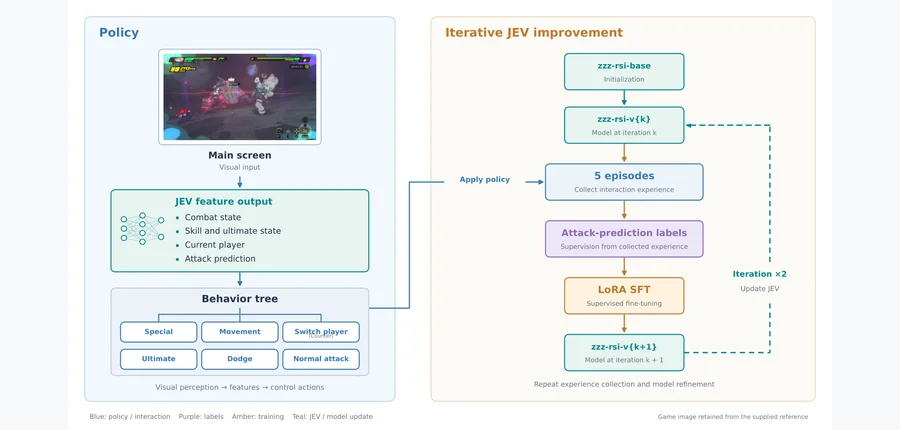 Policy
Main screen
Visual input
JEV feature output
• Combat state
• Skill and ultimate state
• Current player
• Attack prediction
Behavior tree
Special
Movement
Switch player
(Counter)
Ultimate
Dodge
Normal attack
Visual perception → features → control actions
Apply policy
Iterative JEV improvement
zzz-rsi-base
Initialization
zzz-rsi-v{k}
Model at iteration k
5 episodes
Collect interaction experience
Attack-prediction labels
Supervision from collected experience
LoRA SFT
Supervised fine-tuning
zzz-rsi-v{k+1}
Model at iteration k + 1
Iteration ×2
Update JEV
Repeat experience collection and model refinement
Blue: policy / interaction Purple: labels Amber: training Teal: JEV / model update
Game image retained from the supplied reference